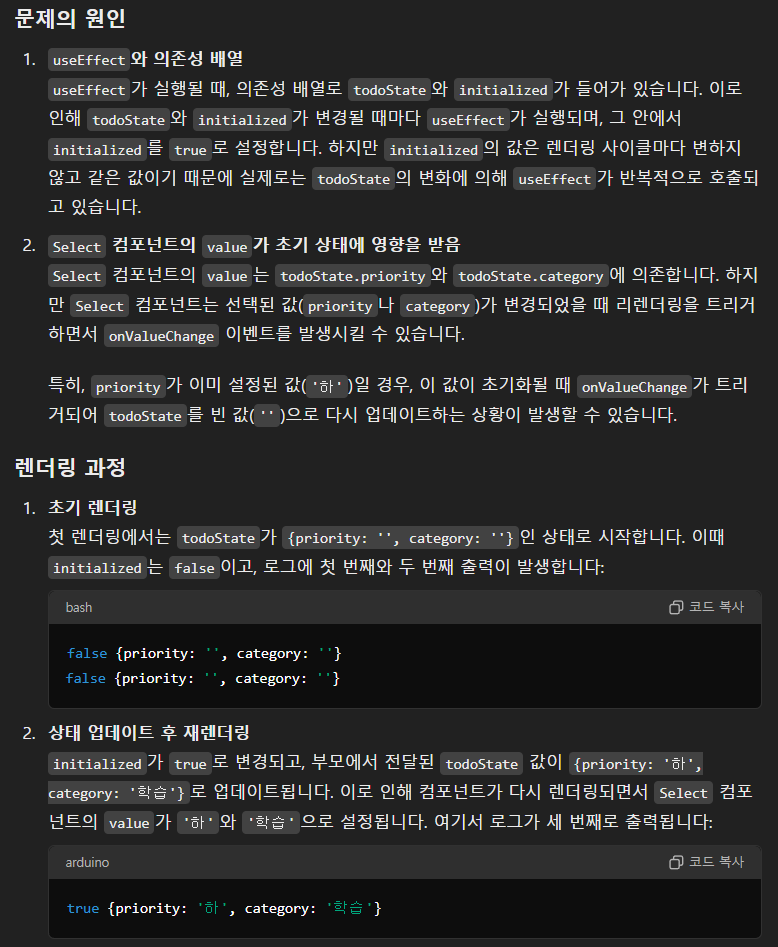 문제의 원인
1. useEffect와 의존성 배열
useEffect가 실행될 때, 의존성 배열로 todoState와 initialized가 들어가 있습니다. 이로
인해 todoState와 initialized가 변경될 때마다 useEffect가 실행되며, 그 안에서
initialized를 true로 설정합니다. 하지만 initialized의 값은 렌더링 사이클마다 변하지
않고 같은 값이기 때문에 실제로는 todoState의 변화에 의해 useEffect가 반복적으로 호출되
고 있습니다.
2. Select 컴포넌트의 value가 초기 상태에 영향을 받음
Select 컴포넌트의 value는 todoState.priority와 todoState.category에 의존합니다. 하지
만 Select 컴포넌트는 선택된 값(priority나 category)가 변경되었을 때 리렌더링을 트리거
하면서 onValueChange 이벤트를 발생시킬 수 있습니다.
특히, priority가 이미 설정된 값('하')일 경우, 이 값이 초기화될 때 onValueChange가 트리
거되어 todoState를 빈 값('')으로 다시 업데이트하는 상황이 발생할 수 있습니다.
렌더링 과정
1. 초기 렌더링
첫 렌더링에서는 todoState가 {priority: '', category: ''}인 상태로 시작합니다. 이때
initialized는 false이고, 로그에 첫 번째와 두 번째 출력이 발생합니다:
bash 코드 복사
false {priority: '', category: ''}
false {priority: '', category: ''}
2. 상태 업데이트 후 재렌더링
initialized가 true로 변경되고, 부모에서 전달된 todoState 값이 {priority: '하',
category: '학습'}로 업데이트됩니다. 이로 인해 컴포넌트가 다시 렌더링되면서 Select 컴포
넌트의 value가 '하'와 '학습'으로 설정됩니다. 여기서 로그가 세 번째로 출력됩니다:
arduino 코드 복사
true {priority: '하', category: '학습'}